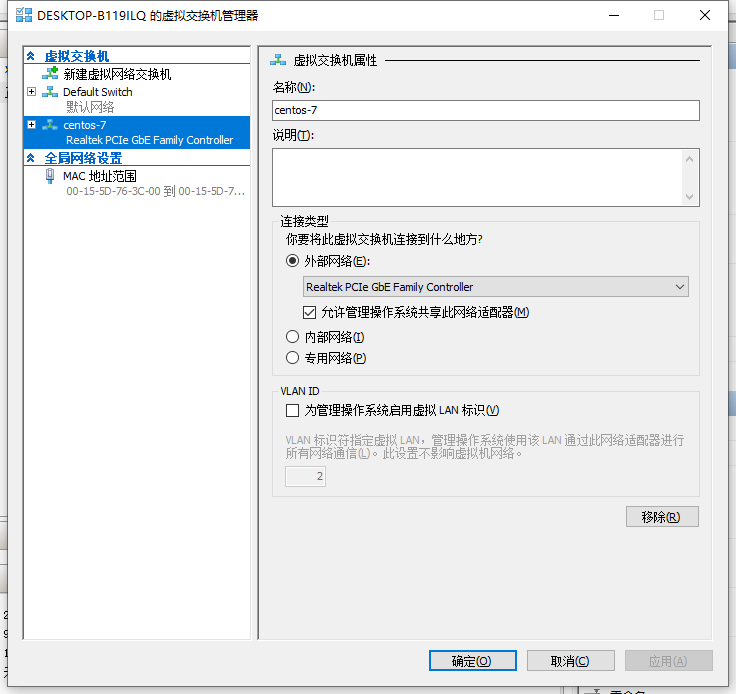 DESKTOP-B119ILQ 的虚拟交换机管理器
虚拟交换机
新建虚拟网络交换机
Default Switch
默认网络
centos-7
Realtek PCIe GbE Family Controller
全局网络设置
MAC 地址范围
00-15-5D-76-3C-00 到 00-15-5D-7...
虚拟交换机属性
名称(N):
centos-7
说明(T):
连接类型
你要将此虚拟交换机连接到什么地方?
外部网络(E):
Realtek PCIe GbE Family Controller
允许管理操作系统共享此网络适配器(M)
内部网络(I)
专用网络(P)
VLAN ID
为管理操作系统启用虚拟 LAN 标识(V)
VLAN 标识符指定虚拟 LAN，管理操作系统使用该 LAN 通过此网络适配器进行
所有网络通信(L)。此设置不影响虚拟机网络。
2
移除(R)
确定(O)
取消(C)
应用(A)